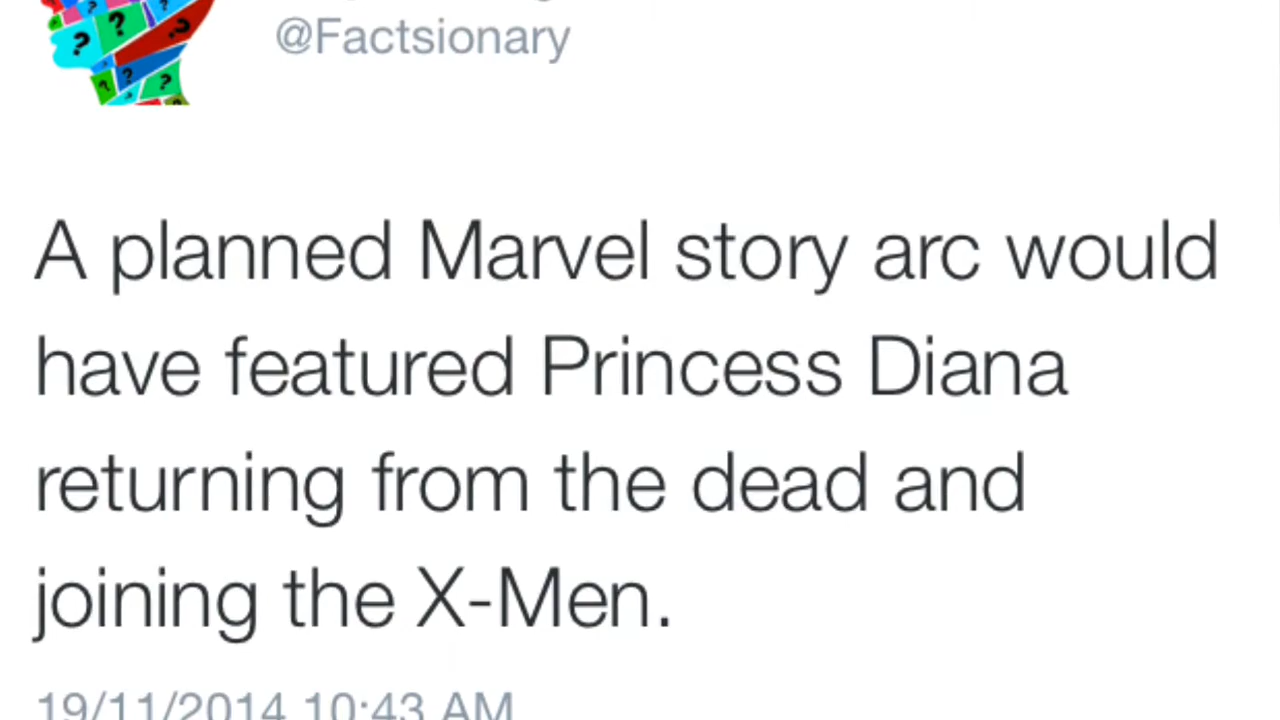 @Factsionary
A planned Marvel story arc would
have featured Princess Diana
returning from the dead and
joining the X-Men.
19/11/2014 10:43 AM